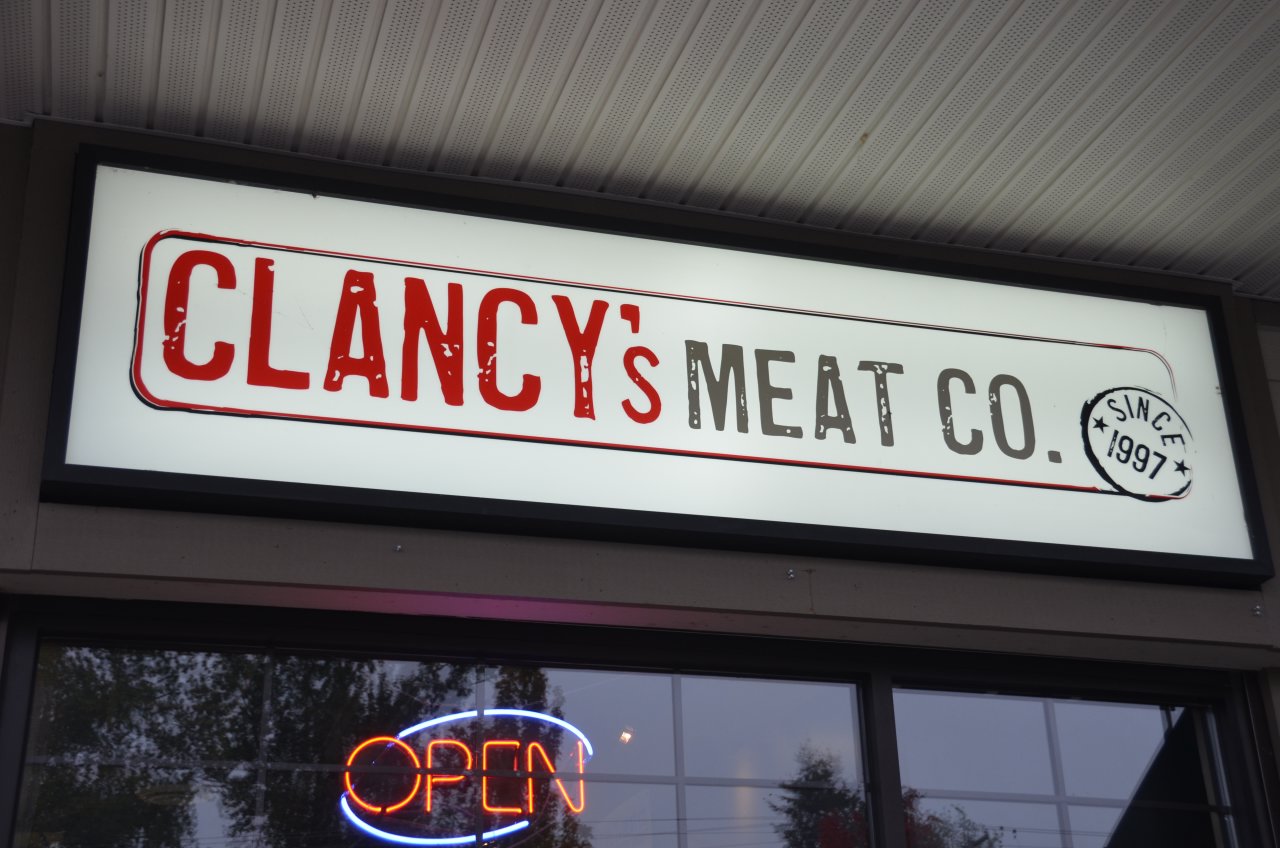 CLANCY's MEAT CO.
SINCE
1997
OPEN